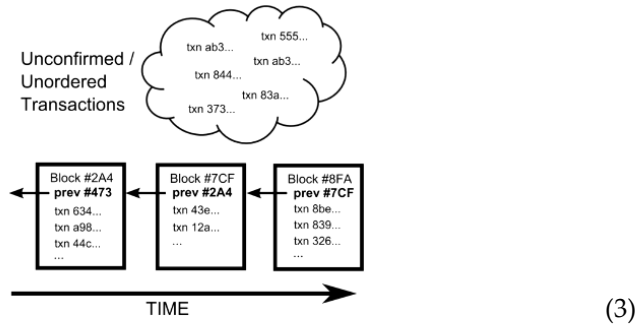 Unconfirmed /
Unordered
Transactions
txn ab3...
txn 555...
txn ab3...
txn 844...
txn 83a...
txn 373...
Block #2A4
prev #473
txn 634...
txn a98...
txn 44c...
...
Block #7CF
prev #2A4
txn 43e...
txn 12a...
...
Block #8FA
prev #7CF
txn 8be...
txn 839...
txn 326...
...
TIME
(3)